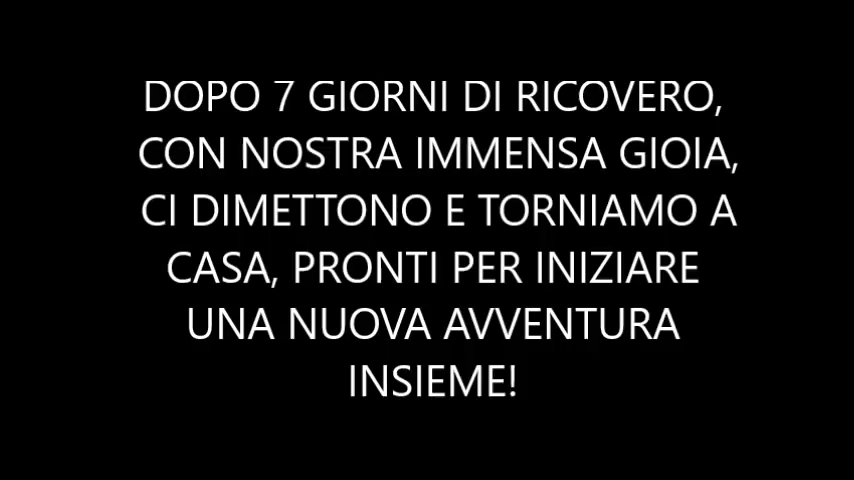 DOPO 7 GIORNI DI RICOVERO,
CON NOSTRA IMMENSA GIOIA,
CI DIMETTONO E TORNIAMO A
CASA, PRONTI PER INIZIARE
UNA NUOVA AVVENTURA
INSIEME!